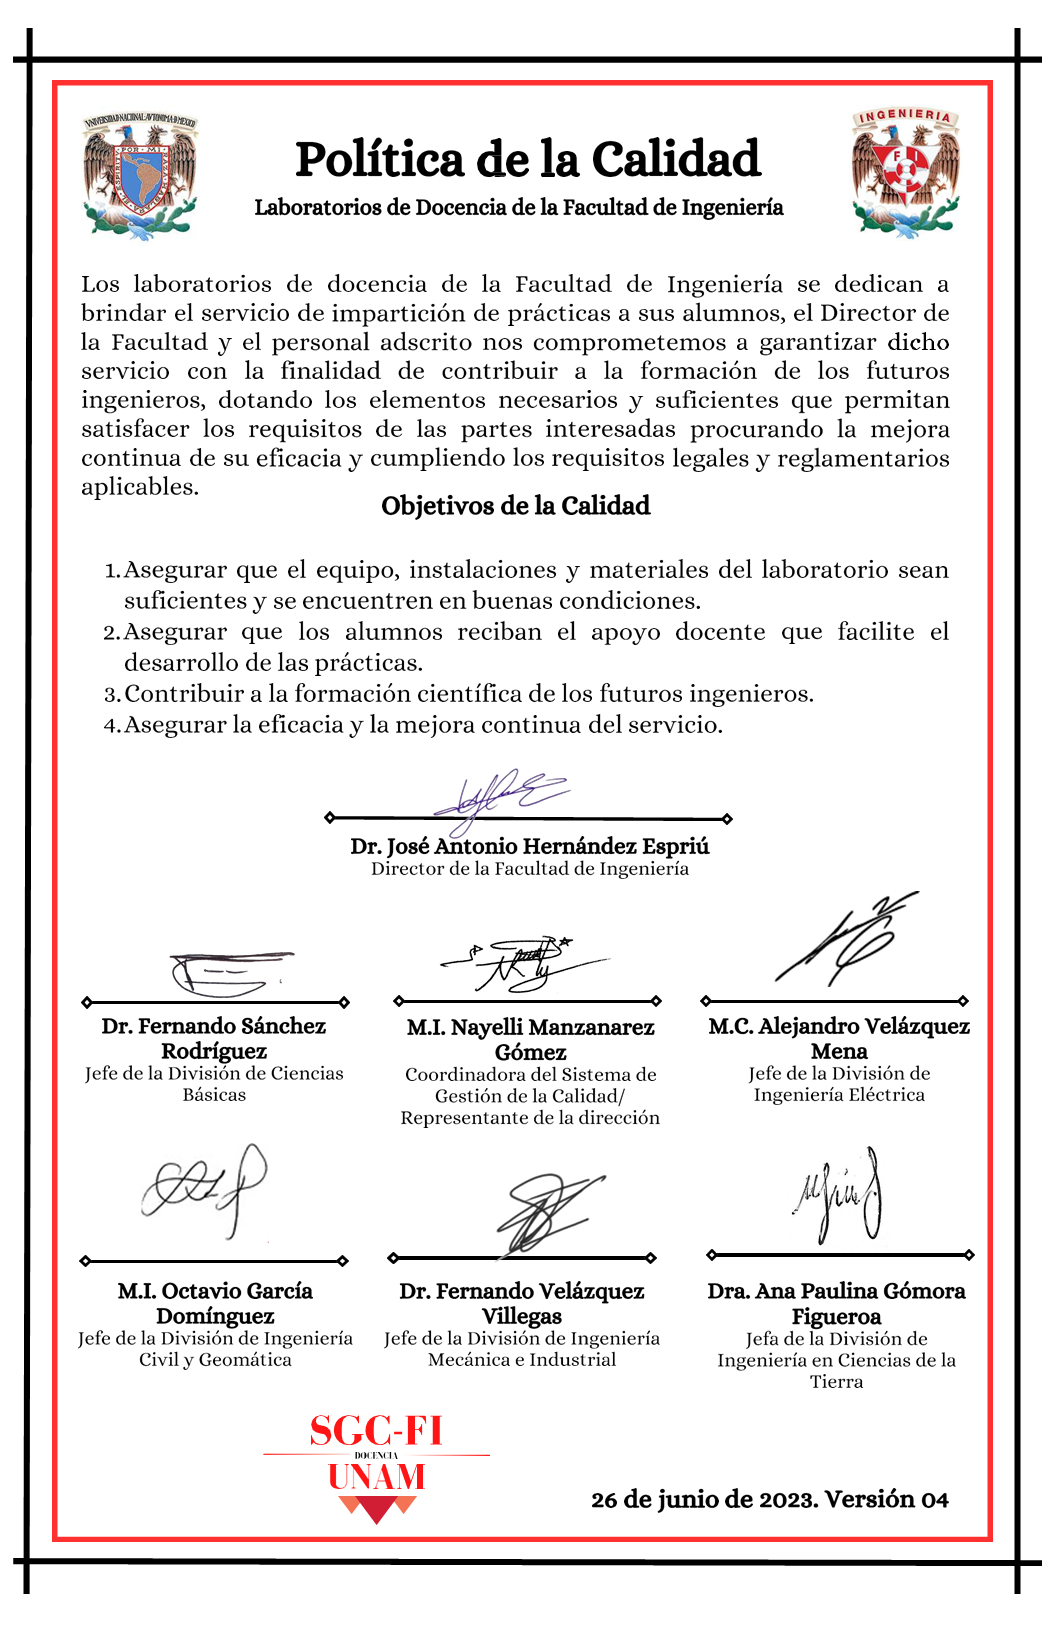 VNIVERSIDAD NACIONAL AVTONOMA DE MEXICO
POR MI RAZA HABLARA EL ESPIRITV
INGENIERIA
F I
Política de la Calidad
Laboratorios de Docencia de la Facultad de Ingeniería
Los laboratorios de docencia de la Facultad de Ingeniería se dedican a
brindar el servicio de impartición de prácticas a sus alumnos, el Director de
la Facultad y el personal adscrito nos comprometemos a garantizar dicho
servicio con la finalidad de contribuir a la formación de los futuros
ingenieros, dotando los elementos necesarios y suficientes que permitan
satisfacer los requisitos de las partes interesadas procurando la mejora
continua de su eficacia y cumpliendo los requisitos legales y reglamentarios
aplicables.
Objetivos de la Calidad
1. Asegurar que el equipo, instalaciones y materiales del laboratorio sean
suficientes y se encuentren en buenas condiciones.
2. Asegurar que los alumnos reciban el apoyo docente que facilite el
desarrollo de las prácticas.
3. Contribuir a la formación científica de los futuros ingenieros.
4. Asegurar la eficacia y la mejora continua del servicio.
Dr. José Antonio Hernández Espriú
Director de la Facultad de Ingeniería
Dr. Fernando Sánchez
Rodríguez
Jefe de la División de Ciencias
Básicas
M.I. Nayelli Manzanarez
Gómez
Coordinadora del Sistema de
Gestión de la Calidad/
Representante de la dirección
M.C. Alejandro Velázquez
Mena
Jefe de la División de
Ingeniería Eléctrica
M.I. Octavio García
Domínguez
Jefe de la División de Ingeniería
Civil y Geomática
Dr. Fernando Velázquez
Villegas
Jefe de la División de Ingeniería
Mecánica e Industrial
Dra. Ana Paulina Gómora
Figueroa
Jefa de la División de
Ingeniería en Ciencias de la
Tierra
SGC-FI
DOCENCIA
UNAM
26 de junio de 2023. Versión 04